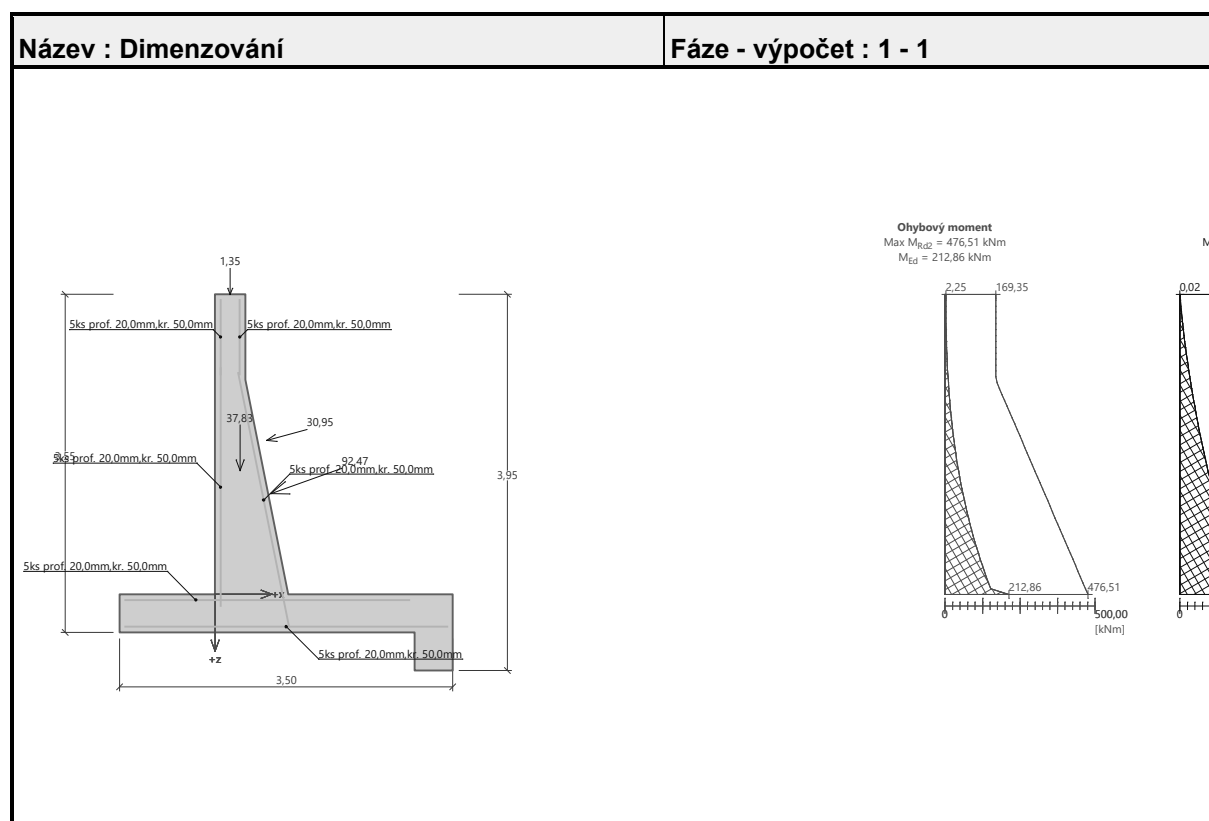 Název : Dimenzování
Fáze - výpočet : 1 - 1
Ohybový moment
Max M_Rd2 = 476,51 kNm
M_Ed = 212,86 kNm
M
1,35
2,25
169,35
0,02
5ks prof. 20,0mm,kr. 50,0mm
5ks prof. 20,0mm,kr. 50,0mm
37,83
30,95
5ks prof. 20,0mm,kr. 50,0mm
92,47
5ks prof. 20,0mm,kr. 50,0mm
3,95
5ks prof. 20,0mm,kr. 50,0mm
+x
212,86
476,51
0
500,00
0
[kNm]
+z
5ks prof. 20,0mm,kr. 50,0mm
3,50